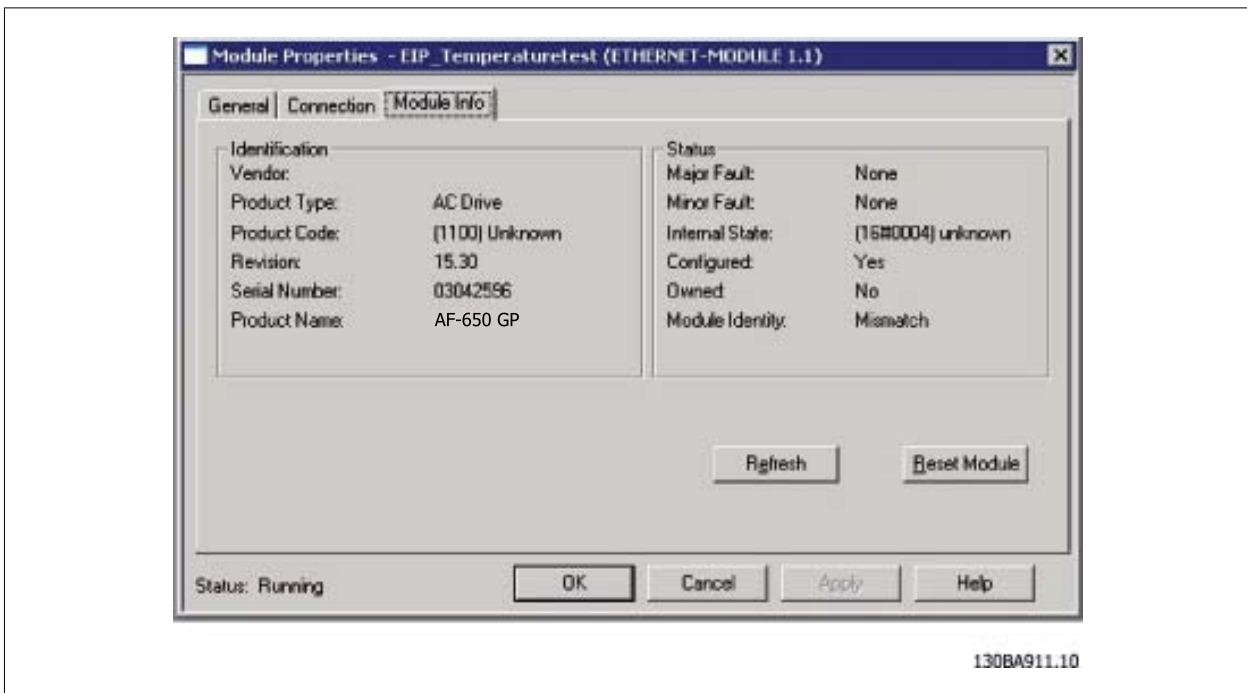 Module Properties - EIP_Temperaturetest (ETHERNET-MODULE 1.1)
General Connection Module Info
Identification
Vendor:
Product Type: AC Drive
Product Code: (1100) Unknown
Revision: 15.30
Serial Number: 03042596
Product Name: AF-650 GP
Status
Major Fault: None
Minor Fault: None
Internal State: (16#0004) unknown
Configured: Yes
Owned: No
Module Identity: Mismatch
Refresh Reset Module
Status: Running OK Cancel Apply Help
130BA911.10